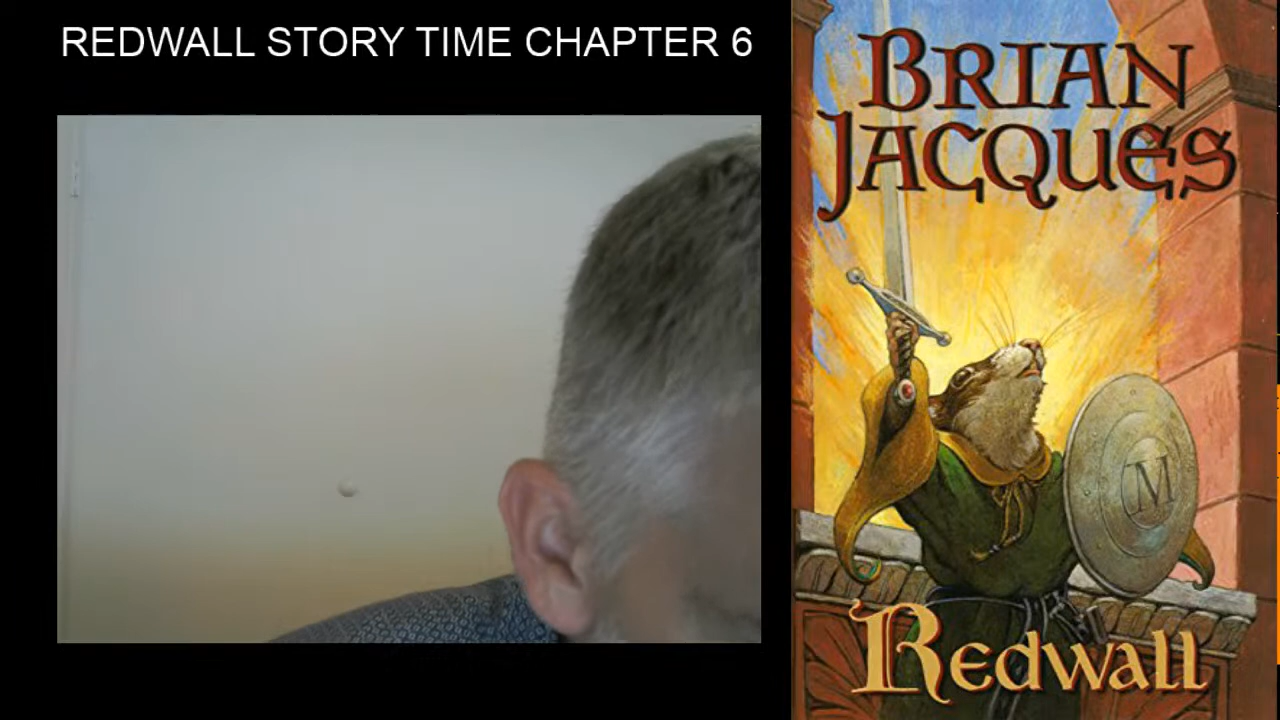 REDWALL STORY TIME CHAPTER 6
BRIAN
JACQUES
M
Redwall